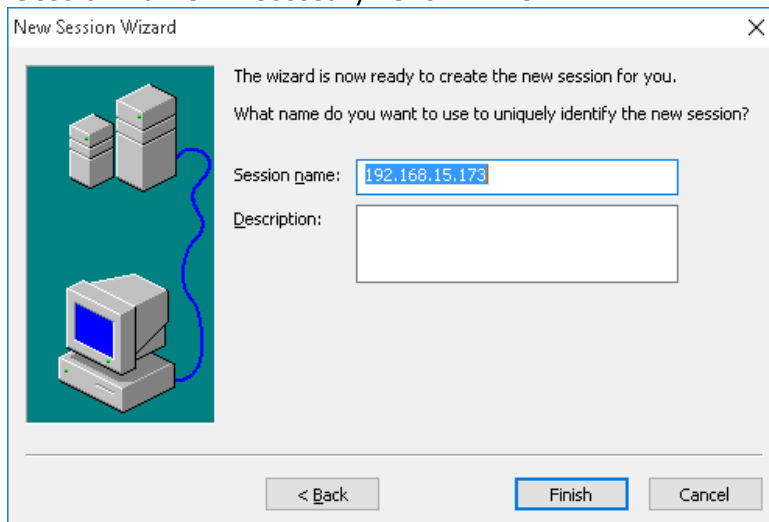 New Session Wizard
The wizard is now ready to create the new session for you.
What name do you want to use to uniquely identify the new session?
Session name: 192.168.15.173
Description:
< Back Finish Cancel